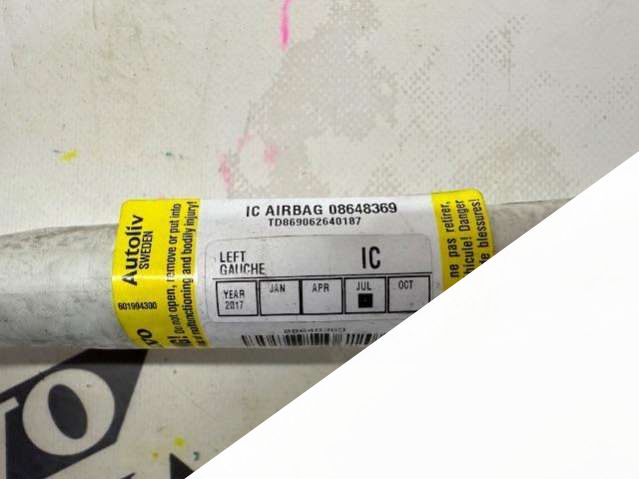 IC AIRBAG 08648369
TD869062640187
LEFT
GAUCHE
IC
YEAR
2017
JAN
APR
JUL
OCT
Autoliv
SWEDEN
601994300
Do not open, remove or put into
malfunctioning and bodily injury!
ne pas retirer,
hicule! Danger
blessures!